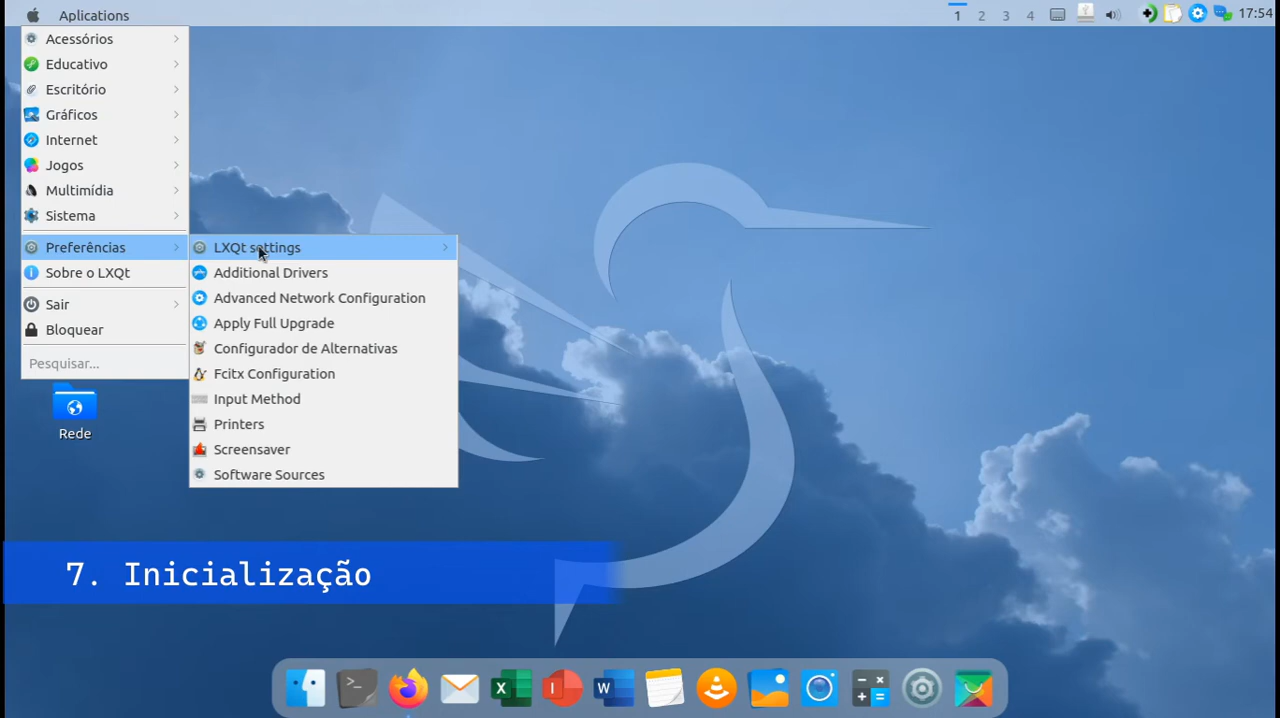 Aplications
1 2 3 4
17:54
Acessórios
Educativo
Escritório
Gráficos
Internet
Jogos
Multimídia
Sistema
Preferências
Sobre o LXQt
Sair
Bloquear
Pesquisar...
LXQt settings
Additional Drivers
Advanced Network Configuration
Apply Full Upgrade
Configurador de Alternativas
Fcitx Configuration
Input Method
Printers
Screensaver
Software Sources
Rede
7. Inicialização